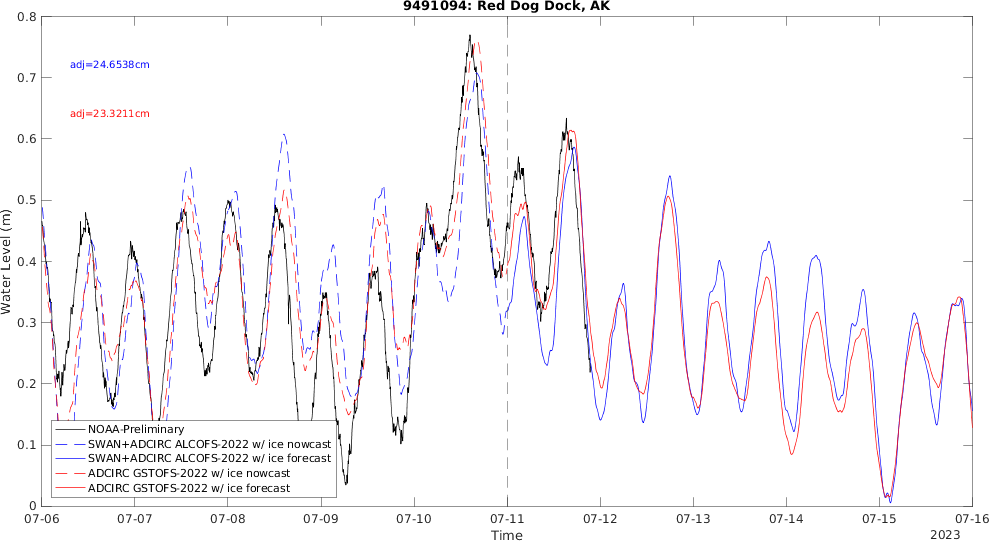 9491094: Red Dog Dock, AK
adj=24.6538cm
adj=23.3211cm
Water Level (m)
0.8
0.7
0.6
0.5
0.4
0.3
0.2
0.1
0
NOAA-Preliminary
SWAN+ADCIRC ALCOFS-2022 w/ ice nowcast
SWAN+ADCIRC ALCOFS-2022 w/ ice forecast
ADCIRC GSTOFS-2022 w/ ice nowcast
ADCIRC GSTOFS-2022 w/ ice forecast
07-06 07-07 07-08 07-09 07-10 07-11 07-12 07-13 07-14 07-15 07-16
Time
2023